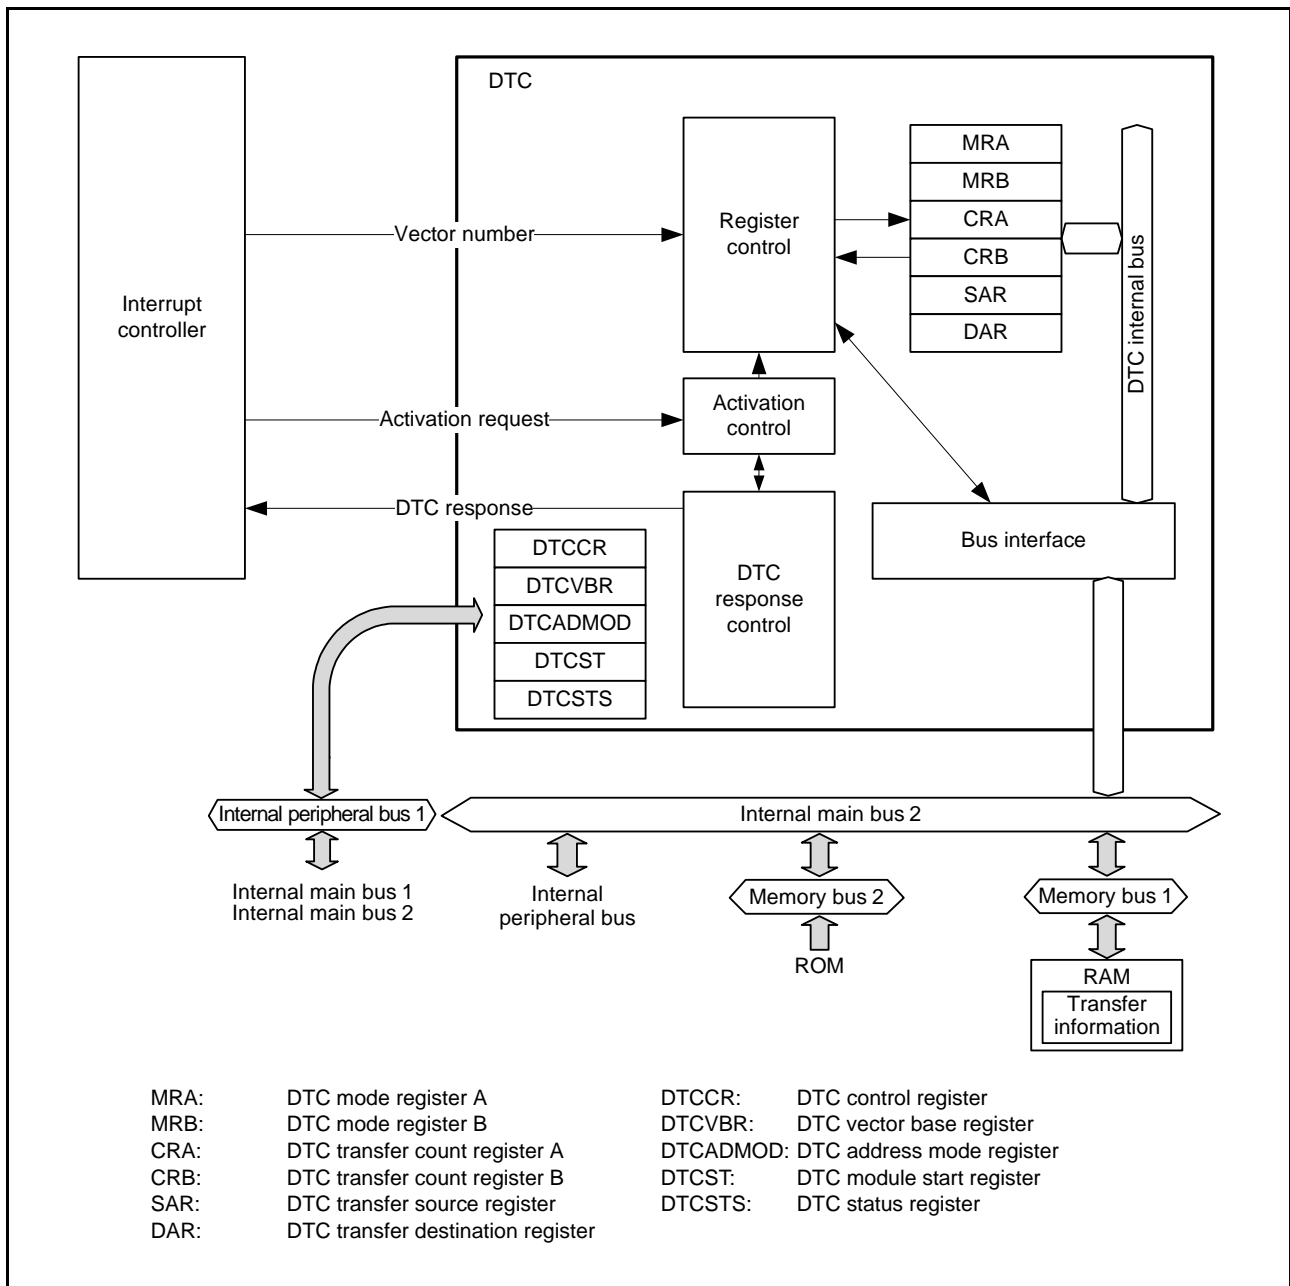 DTC
MRA
MRB
CRA
CRB
SAR
DAR
Register
control
Vector number
DTC internal bus
Interrupt
controller
Activation request
Activation
control
DTC response
Bus interface
DTCCR
DTCVBR
DTCADMOD
DTCST
DTCSTS
DTC
response
control
Internal peripheral bus 1
Internal main bus 2
Internal main bus 1
Internal main bus 2
Internal
peripheral bus
Memory bus 2
Memory bus 1
ROM
RAM
Transfer
information
MRA: DTC mode register A
MRB: DTC mode register B
CRA: DTC transfer count register A
CRB: DTC transfer count register B
SAR: DTC transfer source register
DAR: DTC transfer destination register
DTCCR: DTC control register
DTCVBR: DTC vector base register
DTCADMOD: DTC address mode register
DTCST: DTC module start register
DTCSTS: DTC status register